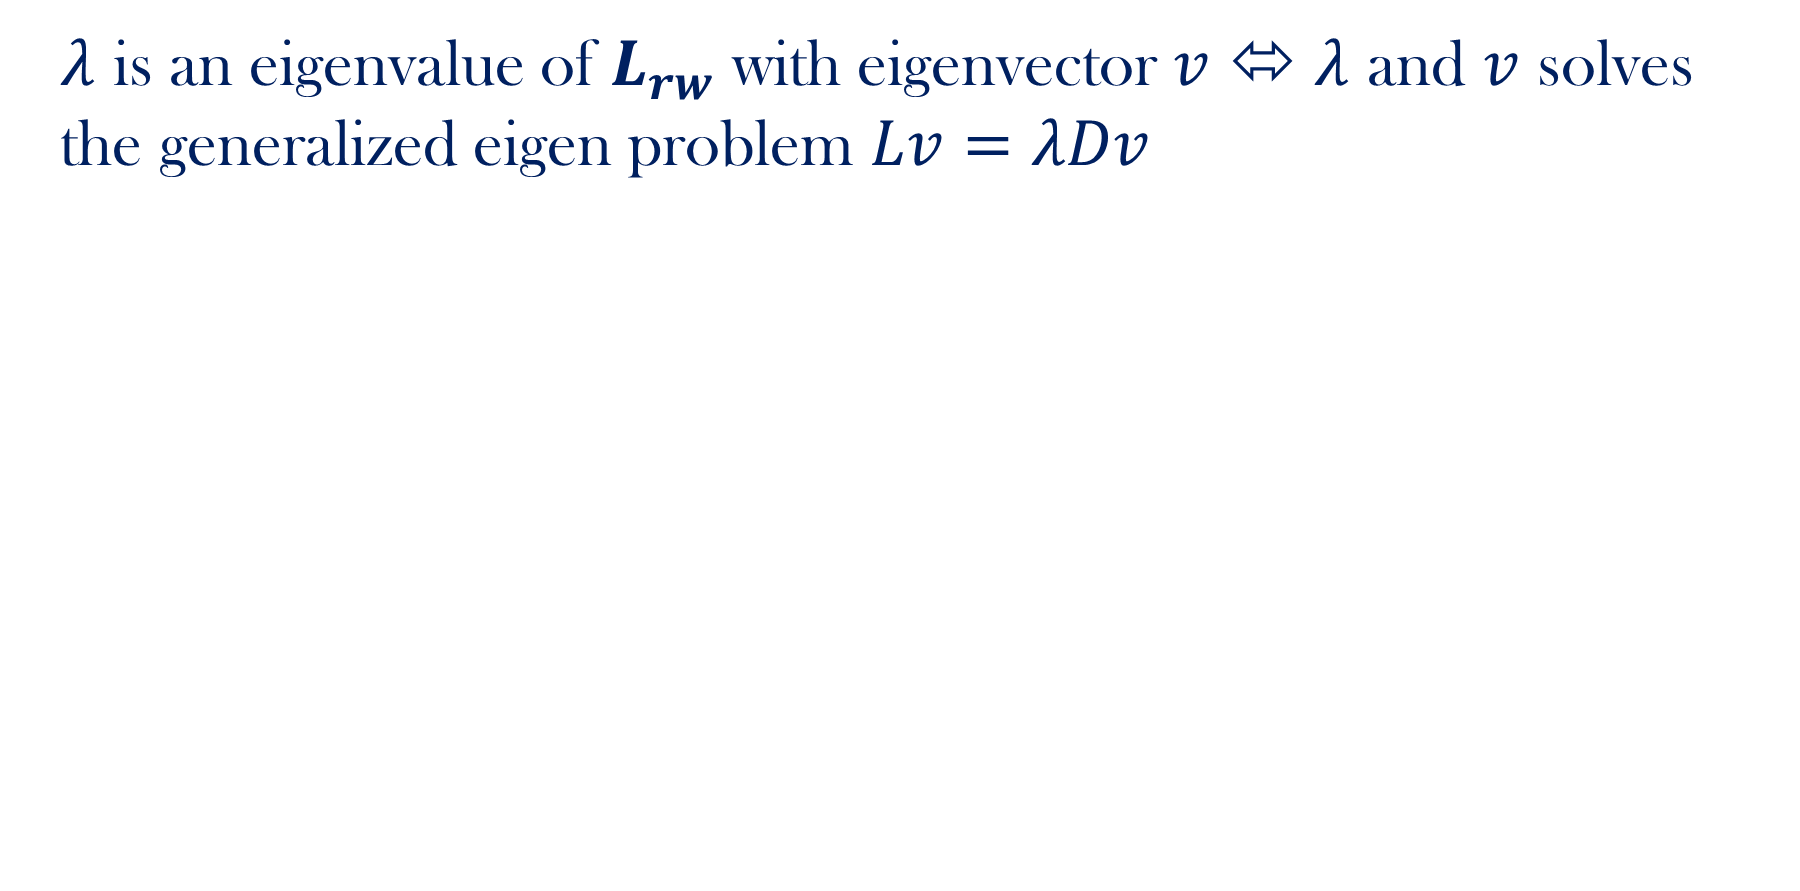 λ is an eigenvalue of L_rw with eigenvector v ⇔ λ and v solves
the generalized eigen problem Lv = λDv